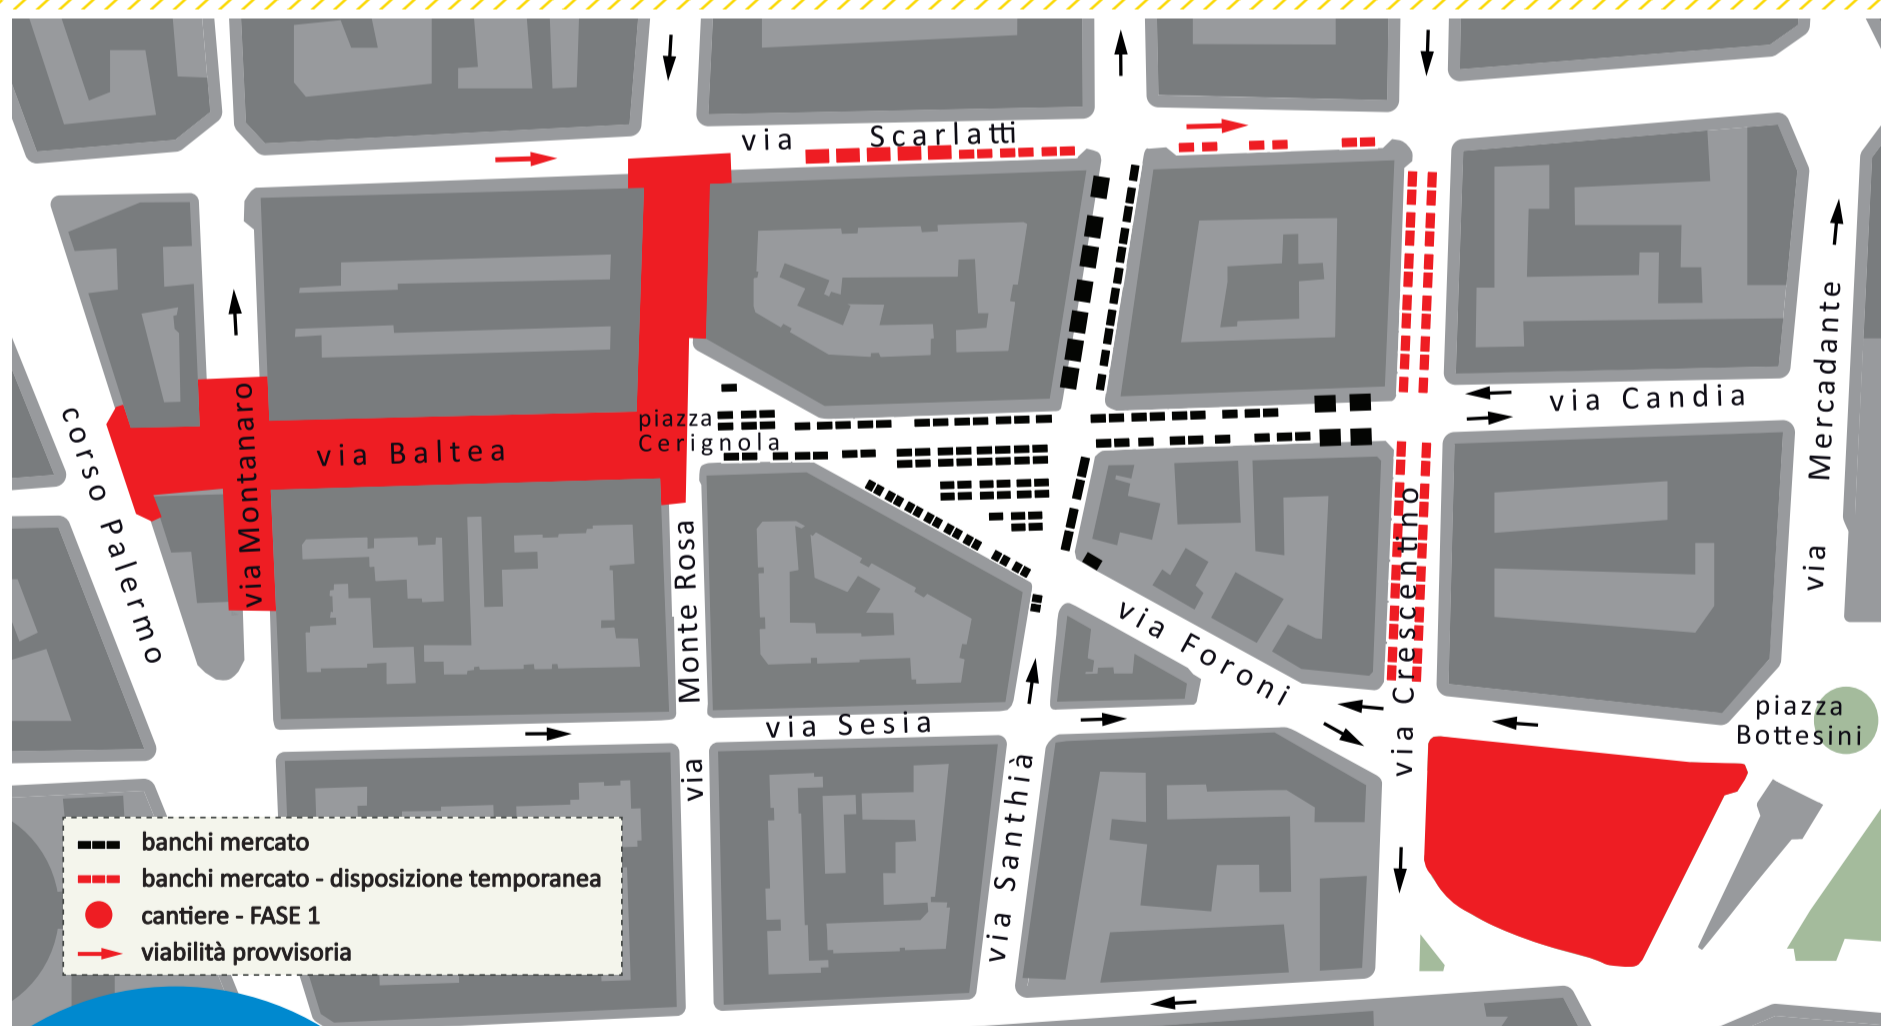 via Scarlatti
corso Palermo
via Montanaro
via Baltea
piazza
Cerignola
via Monte Rosa
via Sesia
via Santhià
via Foroni
via Crescentino
via Candia
via Mercadante
piazza
Bottesini
banchi mercato
banchi mercato - disposizione temporanea
cantiere - FASE 1
viabilità provvisoria